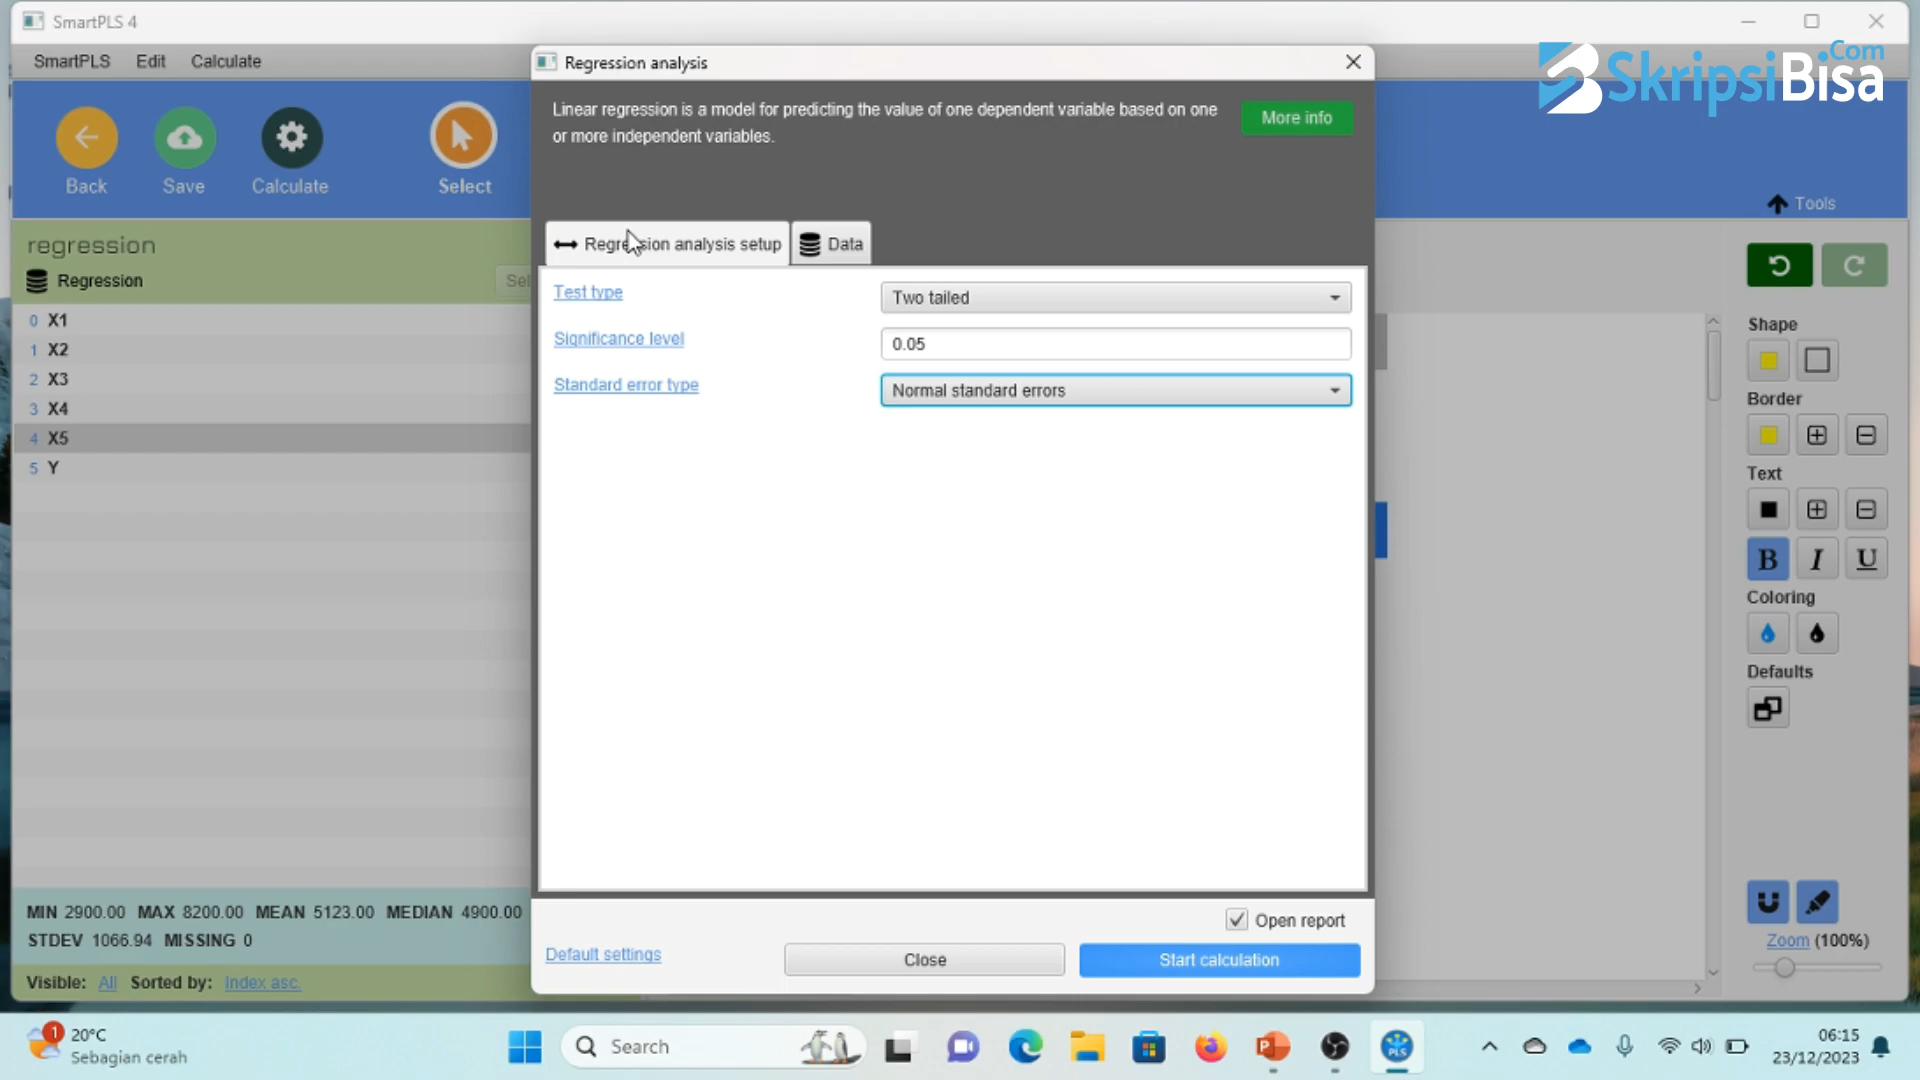 SmartPLS 4
SmartPLS Edit Calculate
Back Save Calculate Select
regression
Regression
0 X1
1 X2
2 X3
3 X4
4 X5
5 Y
MIN 2900.00 MAX 8200.00 MEAN 5123.00 MEDIAN 4900.00
STDEV 1066.94 MISSING 0
Visible: All Sorted by: Index asc.
Regression analysis
Linear regression is a model for predicting the value of one dependent variable based on one
or more independent variables.
More info
Regression analysis setup Data
Test type Two tailed
Significance level 0.05
Standard error type Normal standard errors
Open report
Default settings Close Start calculation
SkripsiBisa.Com
Tools
Shape
Border
Text
B I U
Coloring
Defaults
Zoom (100%)
1 20°C
Sebagian cerah
Search
PLS
06:15
23/12/2023